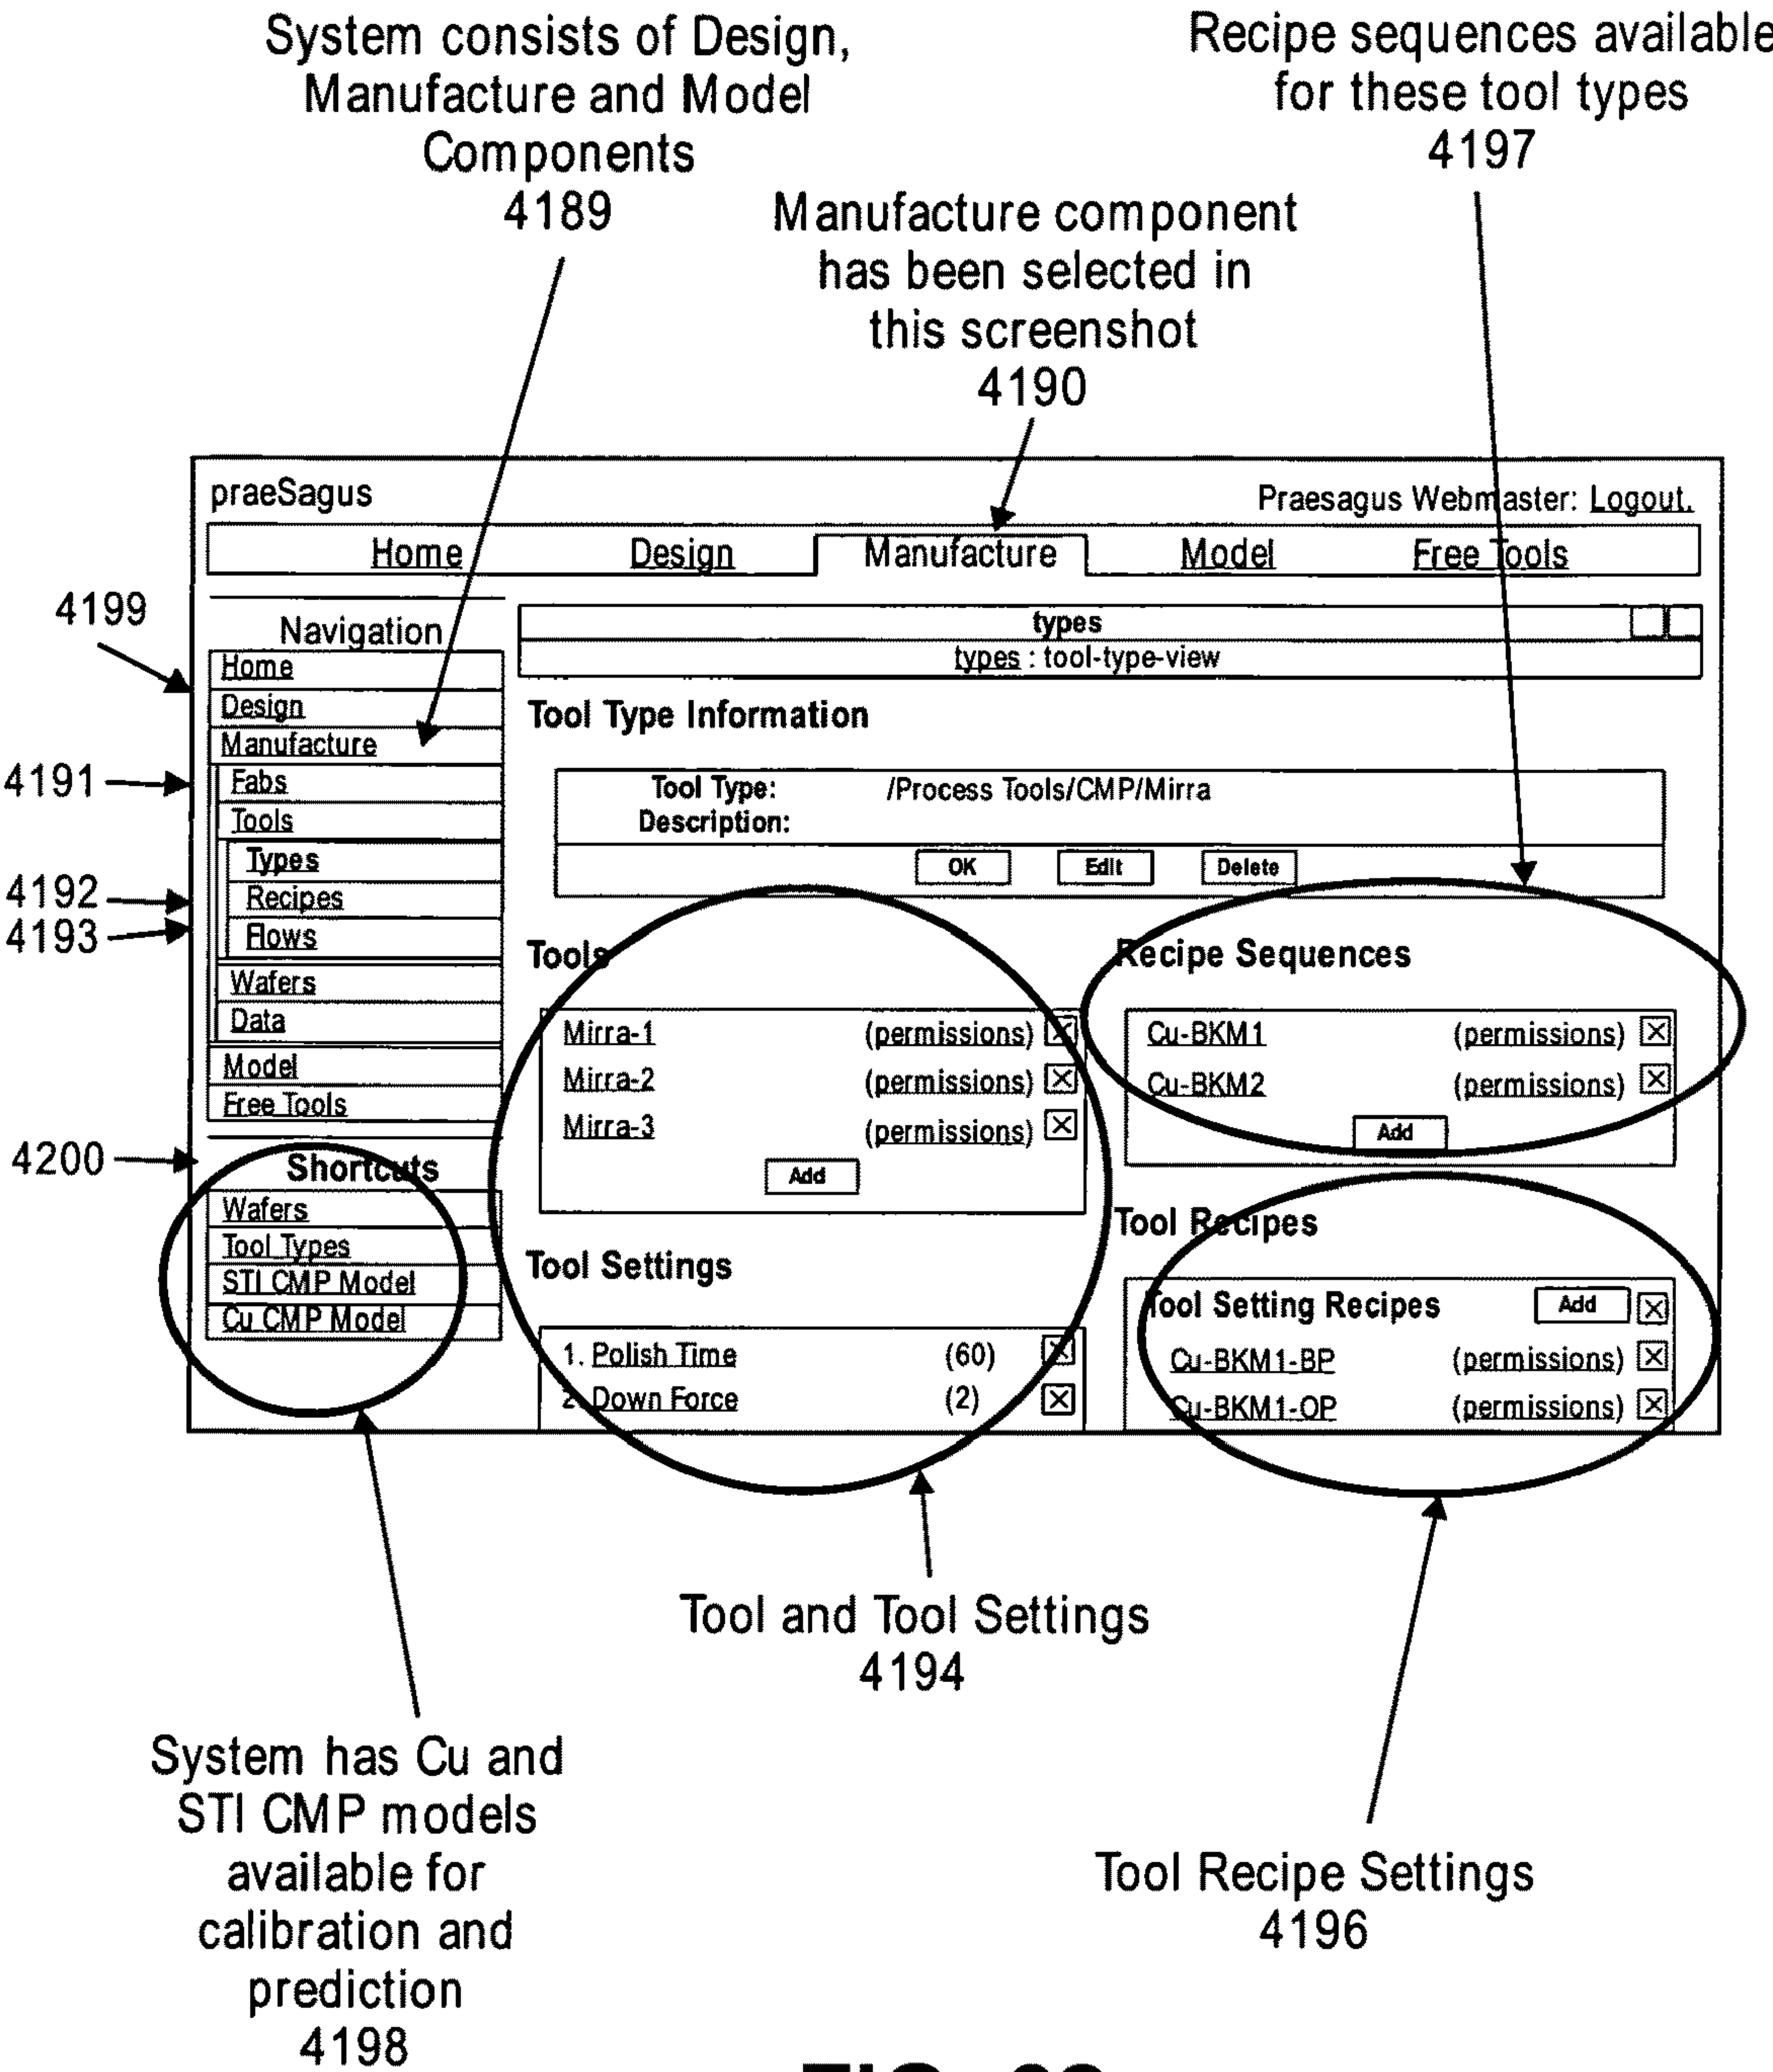 System consists of Design,
Manufacture and Model
Components
4189
Recipe sequences available
for these tool types
4197
Manufacture component
has been selected in
this screenshot
4190
praeSagus
Praesagus Webmaster: Logout.
Home Design Manufacture Model Free Tools
4199
Navigation
Home
Design
Manufacture
4191
Fabs
Tools
Types
4192
Recipes
4193
Flows
Wafers
Data
Model
Free Tools
4200
Shortcuts
Wafers
Tool Types
STI CMP Model
Cu CMP Model
types
types : tool-type-view
Tool Type Information
Tool Type: /Process Tools/CMP/Mirra
Description:
OK Edit Delete
Tools
Mirra-1 (permissions)
Mirra-2 (permissions)
Mirra-3 (permissions)
Add
Tool Settings
1. Polish Time (60)
2. Down Force (2)
Recipe Sequences
Cu-BKM1 (permissions)
Cu-BKM2 (permissions)
Add
Tool Recipes
Tool Setting Recipes Add
Cu-BKM1-BP (permissions)
Cu-BKM1-OP (permissions)
Tool and Tool Settings
4194
System has Cu and
STI CMP models
available for
calibration and
prediction
4198
Tool Recipe Settings
4196